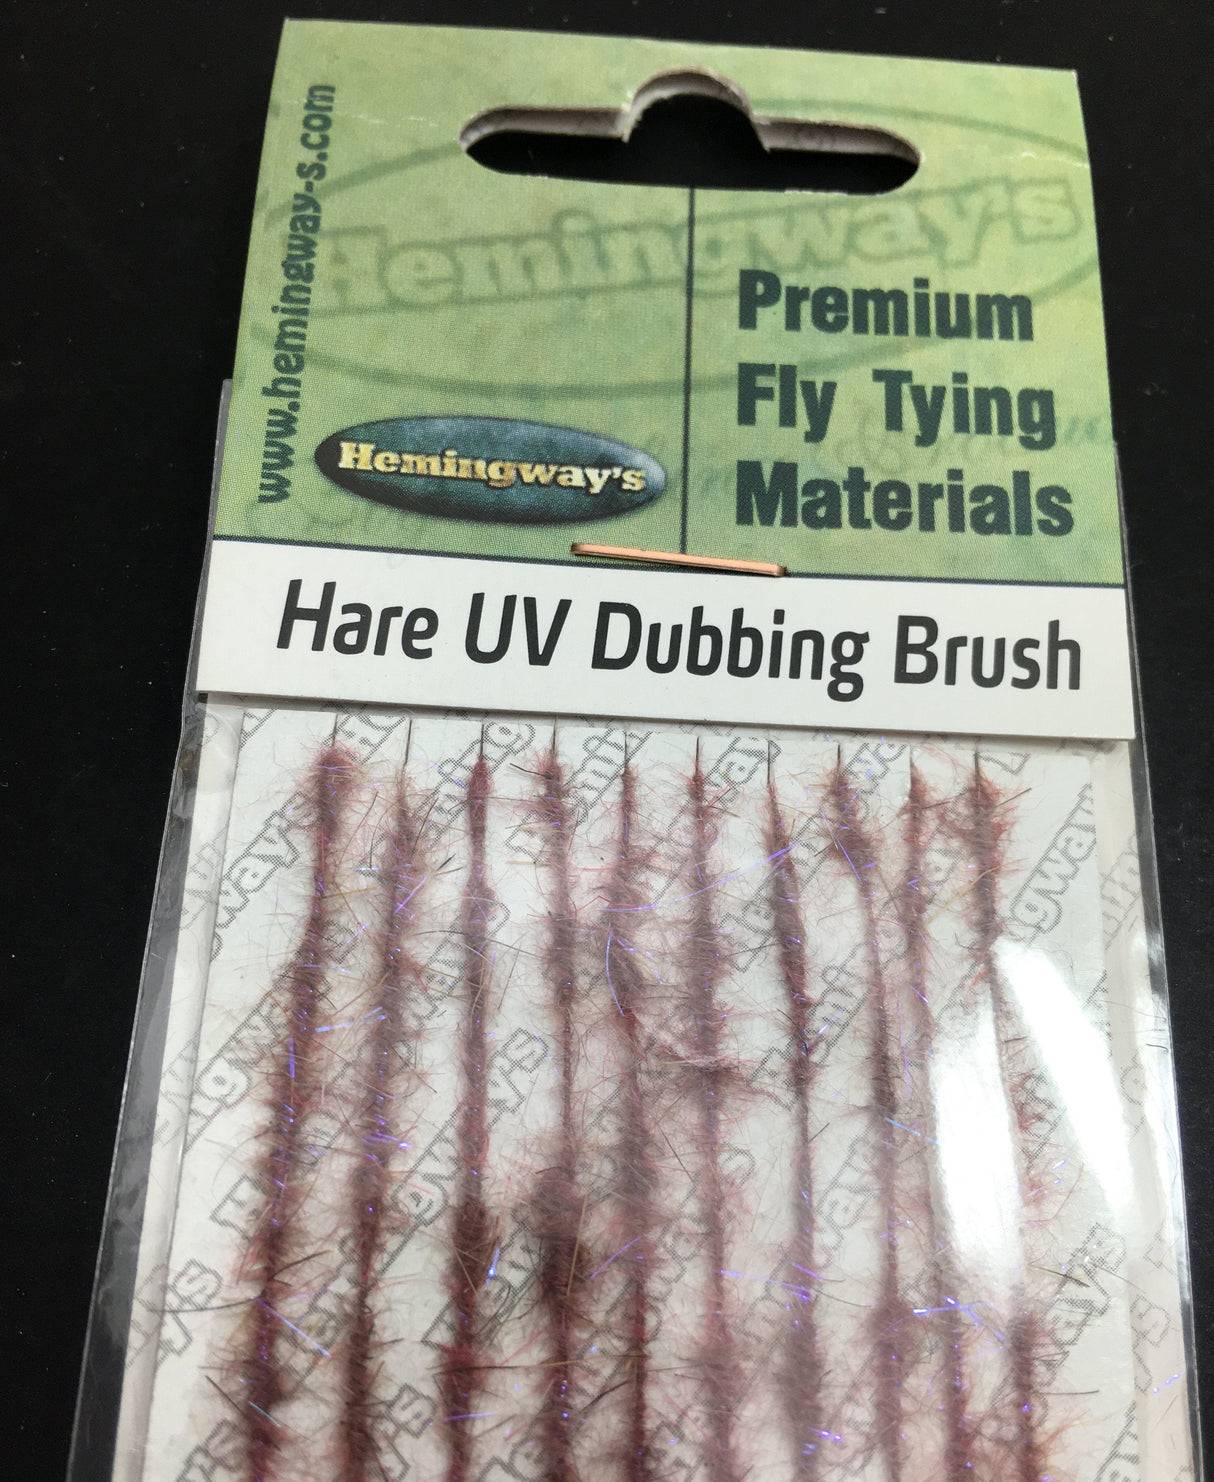 www.hemingway-s.com
Hemingway's
Premium
Fly Tying
Materials
Hemingway's
Hare UV Dubbing Brush